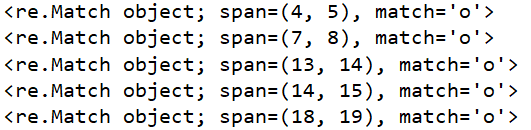 <re.Match object; span=(4, 5), match='o'>
<re.Match object; span=(7, 8), match='o'>
<re.Match object; span=(13, 14), match='o'>
<re.Match object; span=(14, 15), match='o'>
<re.Match object; span=(18, 19), match='o'>